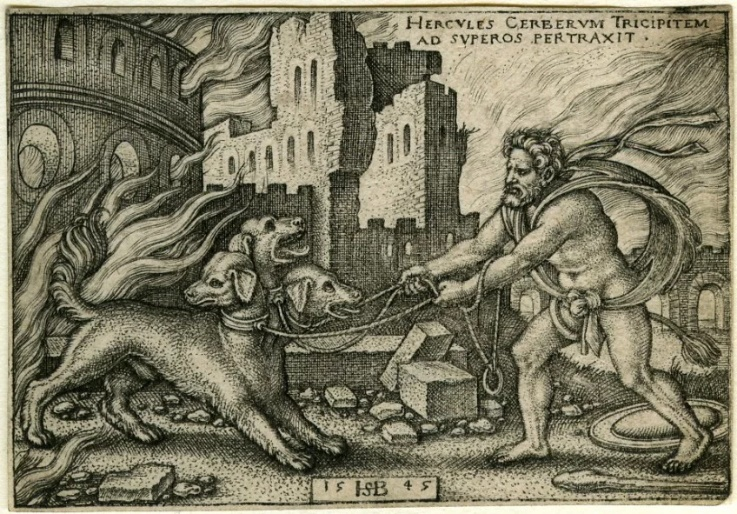 HERCVLES CERBERVM TRICIPITEM
AD SVPEROS PERTRAXIT ·
15 HSB 45